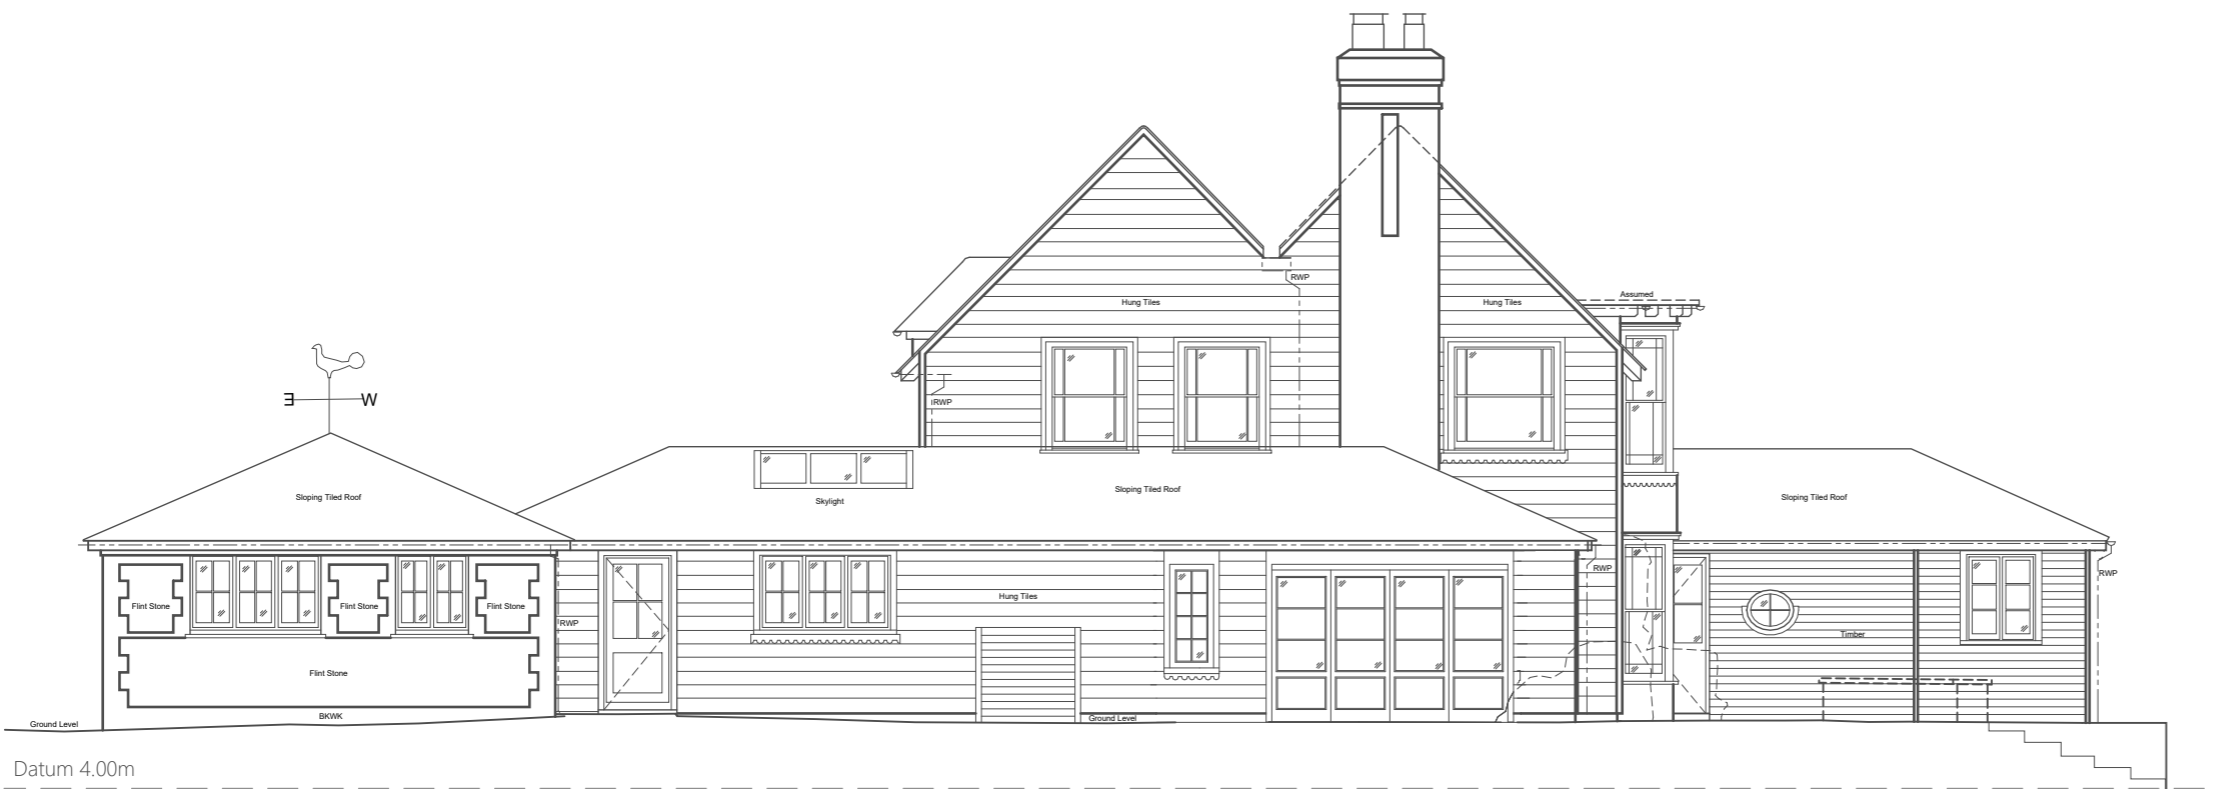 Assumed
RWP
Hung Tiles
Hung Tiles
RWP
E W
Sloping Tiled Roof
Skylight
Sloping Tiled Roof
Sloping Tiled Roof
RWP
RWP
Flint Stone
Flint Stone
Flint Stone
RWP
Hung Tiles
Timber
Flint Stone
BKWK
Ground Level
Ground Level
Datum 4.00m